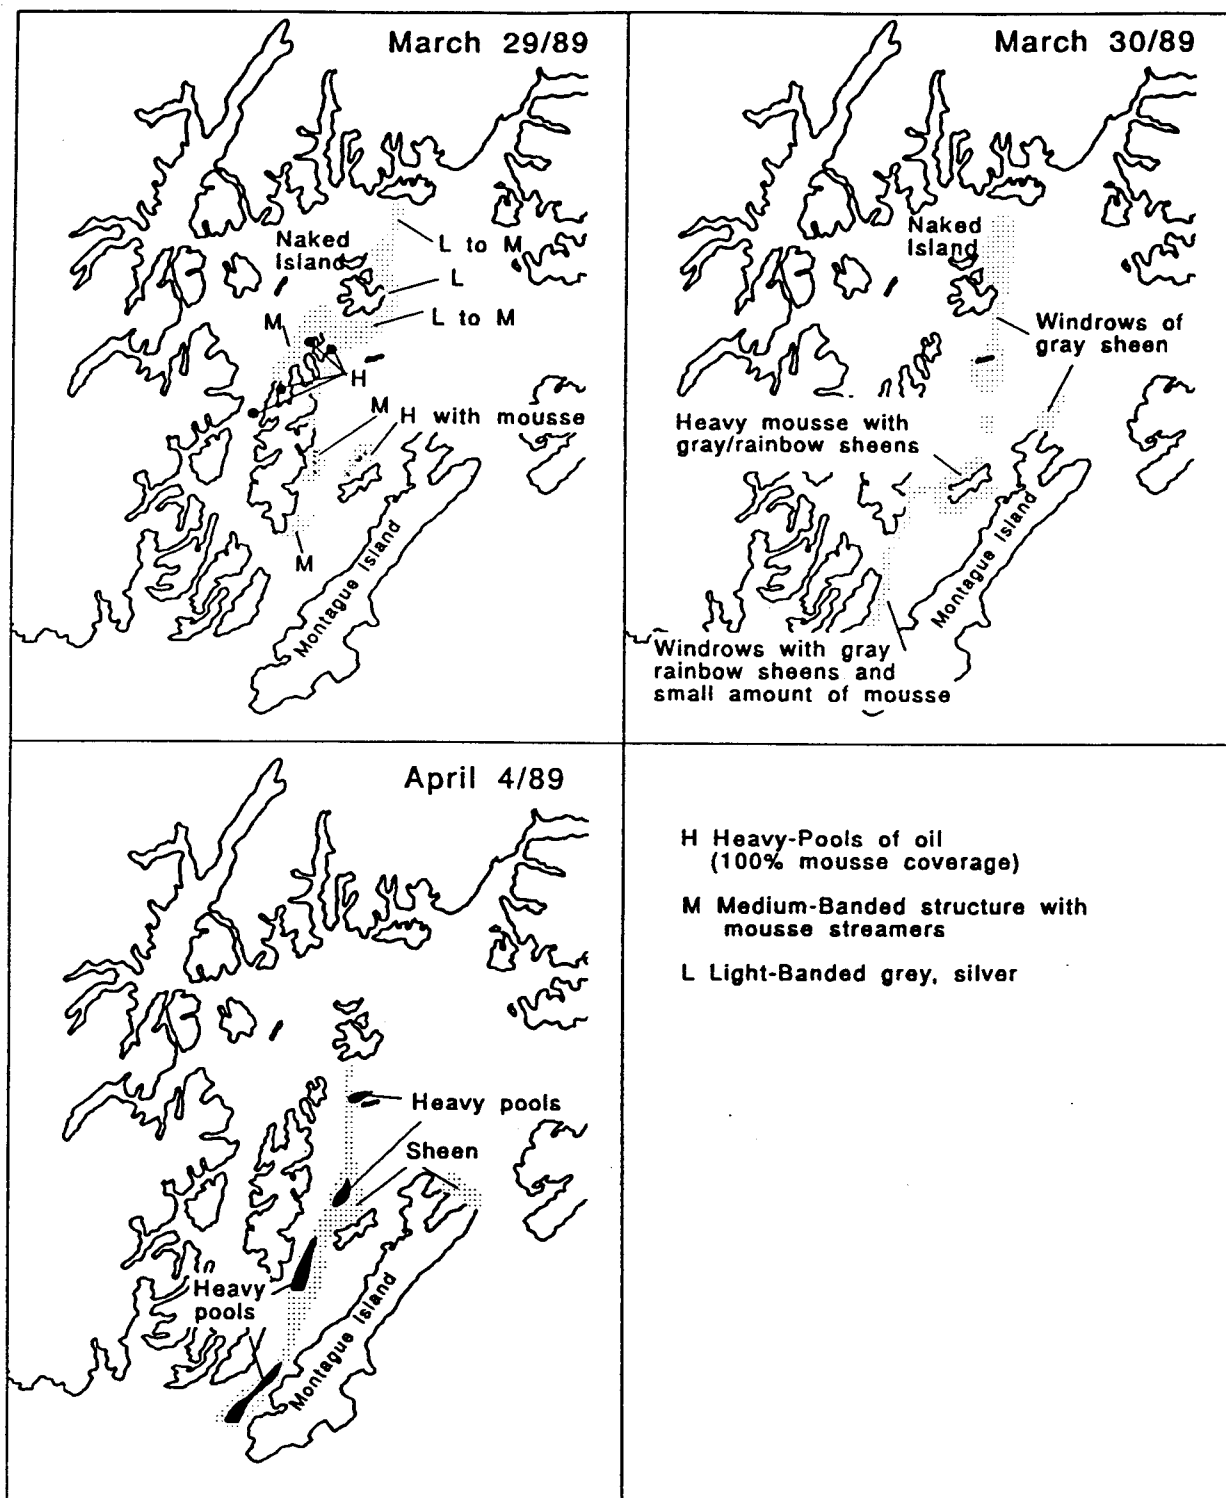 March 29/89
Naked
Island
L to M
L
L to M
M
H
M
H with mousse
M
Montague Island
March 30/89
Naked
Island
Windrows of
gray sheen
Heavy mousse with
gray/rainbow sheens
Montague Island
Windrows with gray
rainbow sheens and
small amount of mousse
April 4/89
Heavy pools
Sheen
Heavy
pools
Montague Island
H Heavy-Pools of oil
(100% mousse coverage)
M Medium-Banded structure with
mousse streamers
L Light-Banded grey, silver